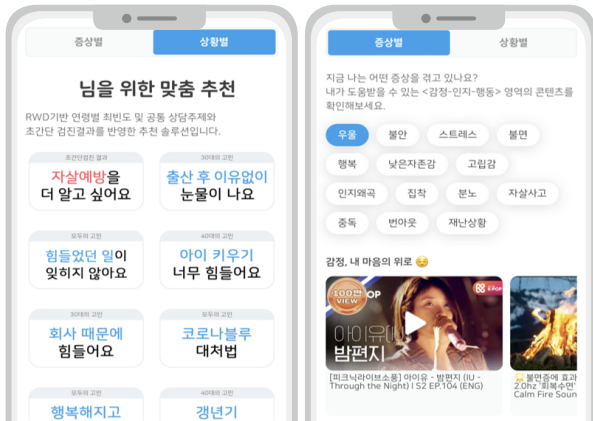 증상별
상황별
님을 위한 맞춤 추천
RWD기반 연령별 최빈도 및 공통 상담주제와
초간단 검진결과를 반영한 추천 솔루션입니다.
초간단검진 결과
자살예방을
더 알고 싶어요
30대의 고민
출산 후 이유없이
눈물이 나요
모두의 고민
힘들었던 일이
잊히지 않아요
40대의 고민
아이 키우기
너무 힘들어요
30대의 고민
회사 때문에
힘들어요
모두의 고민
코로나블루
대처법
모두의 고민
행복해지고
40대의 고민
갱년기
증상별
상황별
지금 나는 어떤 증상을 겪고 있나요?
내가 도움받을 수 있는 <감정-인지-행동> 영역의 콘텐츠를
확인해보세요.
우울
불안
스트레스
불면
행복
낮은자존감
고립감
인지왜곡
집착
분노
자살사고
중독
번아웃
재난상황
감정, 내 마음의 위로
100만
VIEW
POP
KPOP
아이유(I
밤편지
[피크닉라이브소풍] 아이유 - 밤편지 (IU -
Through the Night) l S2 EP.104 (ENG)
불면증에 효과
2.0hz '회복수면'
Calm Fire Soun